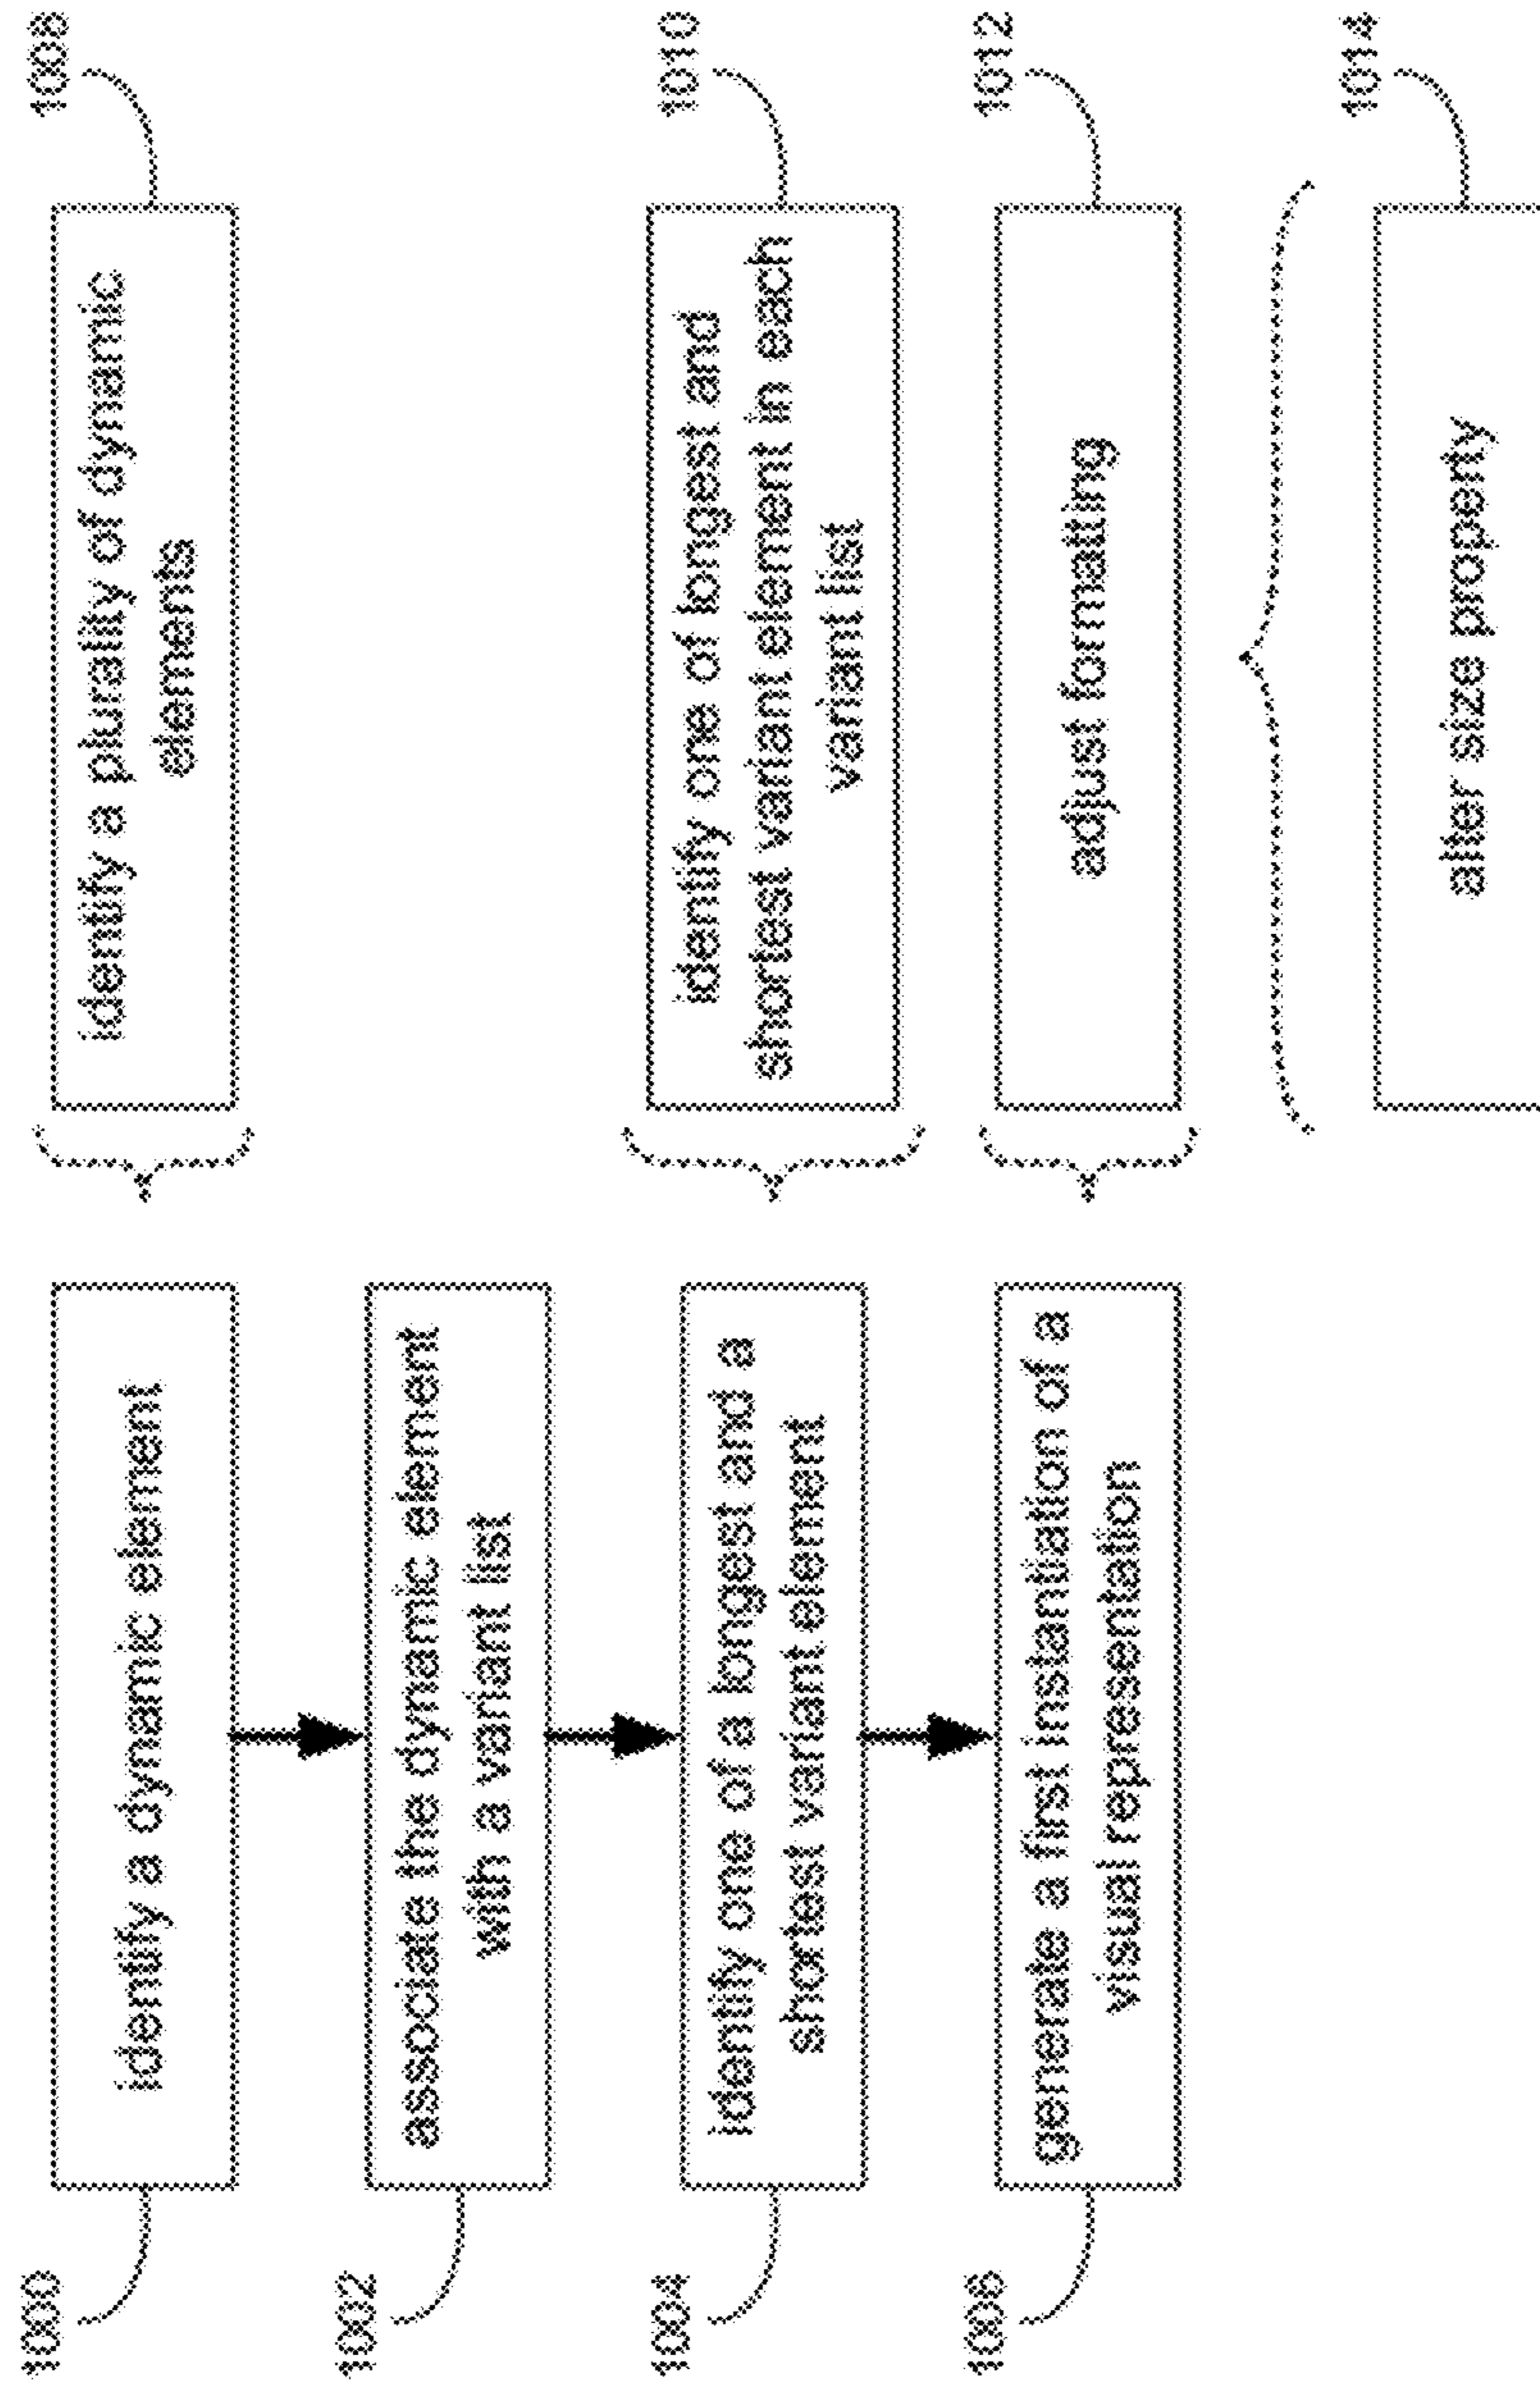 1000
identify a dynamic element
1002
associate the dynamic element
with a variant list
1004
identify one of a longest and a
shortest variant element
1006
generate a first instantiation of a
visual representation
1008
identify a plurality of dynamic
elements
1010
identify one of longest and
shortest variant element in each
variant list
1012
adjust formatting
1014
alter size property